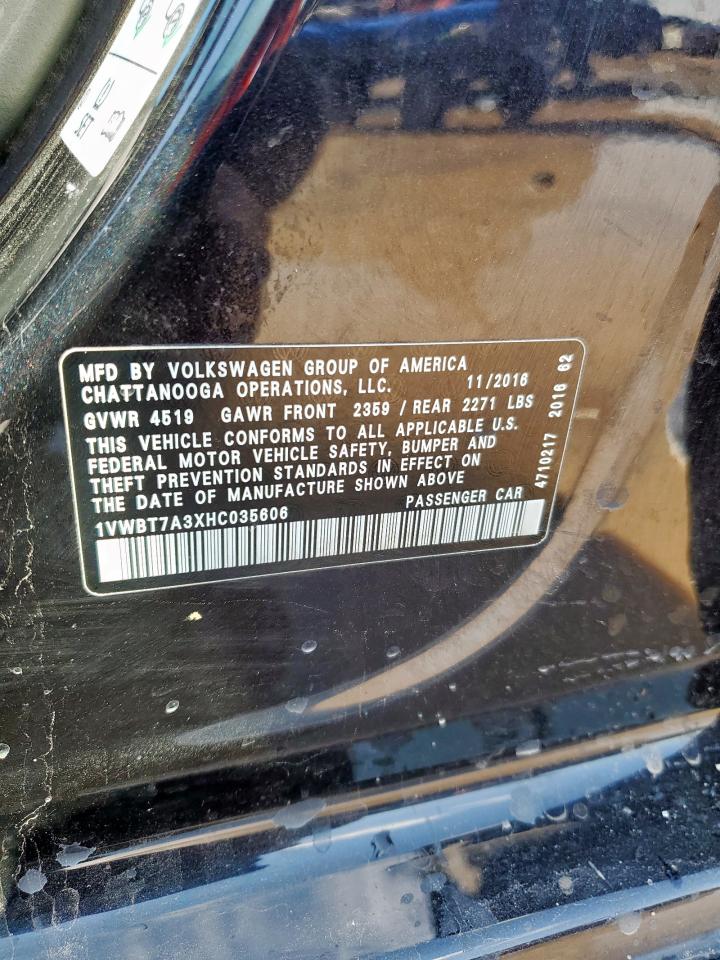 MFD BY VOLKSWAGEN GROUP OF AMERICA
CHATTANOOGA OPERATIONS, LLC. 11/2016
GVWR 4519 GAWR FRONT 2359 / REAR 2271 LBS
THIS VEHICLE CONFORMS TO ALL APPLICABLE U.S.
FEDERAL MOTOR VEHICLE SAFETY, BUMPER AND
THEFT PREVENTION STANDARDS IN EFFECT ON
THE DATE OF MANUFACTURE SHOWN ABOVE
1VWBT7A3XHC035606 PASSENGER CAR
4710217 2016 62